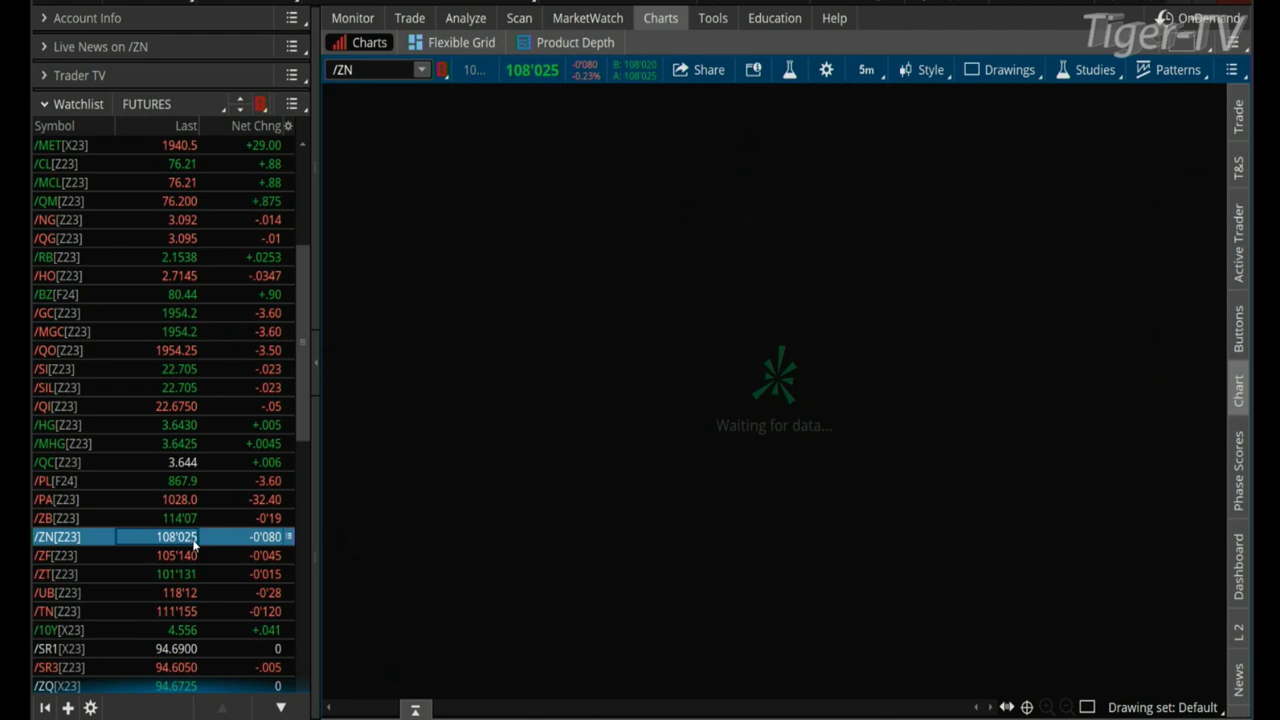 Account Info
Live News on /ZN
Trader TV
Watchlist FUTURES
Symbol Last Net Chng
/MET[X23] 1940.5 +29.00
/CL[Z23] 76.21 +.88
/MCL[Z23] 76.21 +.88
/QM[Z23] 76.200 +.875
/NG[Z23] 3.092 -.014
/QG[Z23] 3.095 -.01
/RB[Z23] 2.1538 +.0253
/HO[Z23] 2.7145 -.0347
/BZ[F24] 80.44 +.90
/GC[Z23] 1954.2 -3.60
/MGC[Z23] 1954.2 -3.60
/QO[Z23] 1954.25 -3.50
/SI[Z23] 22.705 -.023
/SIL[Z23] 22.705 -.023
/QI[Z23] 22.6750 -.05
/HG[Z23] 3.6430 +.005
/MHG[Z23] 3.6425 +.0045
/QC[Z23] 3.644 +.006
/PL[F24] 867.9 -3.60
/PA[Z23] 1028.0 -32.40
/ZB[Z23] 114'07 -0'19
/ZN[Z23] 108'025 -0'080
/ZF[Z23] 105'140 -0'045
/ZT[Z23] 101'131 -0'015
/UB[Z23] 118'12 -0'28
/TN[Z23] 111'155 -0'120
/10Y[X23] 4.556 +.041
/SR1[X23] 94.6900 0
/SR3[Z23] 94.6050 -.005
/ZQ[X23] 94.6725 0
Monitor Trade Analyze Scan MarketWatch Charts Tools Education Help
OnDemand
Tiger-TV
Charts Flexible Grid Product Depth
/ZN 10... 108'025 -0'080 -0.23% B: 108'020 A: 108'025 Share 5m Style Drawings Studies Patterns
Waiting for data...
Trade
T&S
Active Trader
Buttons
Chart
Phase Scores
Dashboard
L 2
News
Drawing set: Default